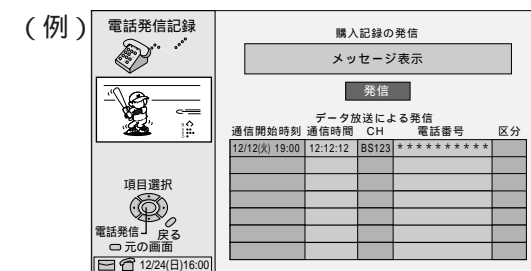 (例)
電話発信記録
項目選択
電話発信
戻る
元の画面
12/24(日)16:00
購入記録の発信
メッセージ表示
発信
データ放送による発信
通信開始時刻 通信時間 CH 電話番号 区分
12/12(火) 19:00 12:12:12 BS123 **********